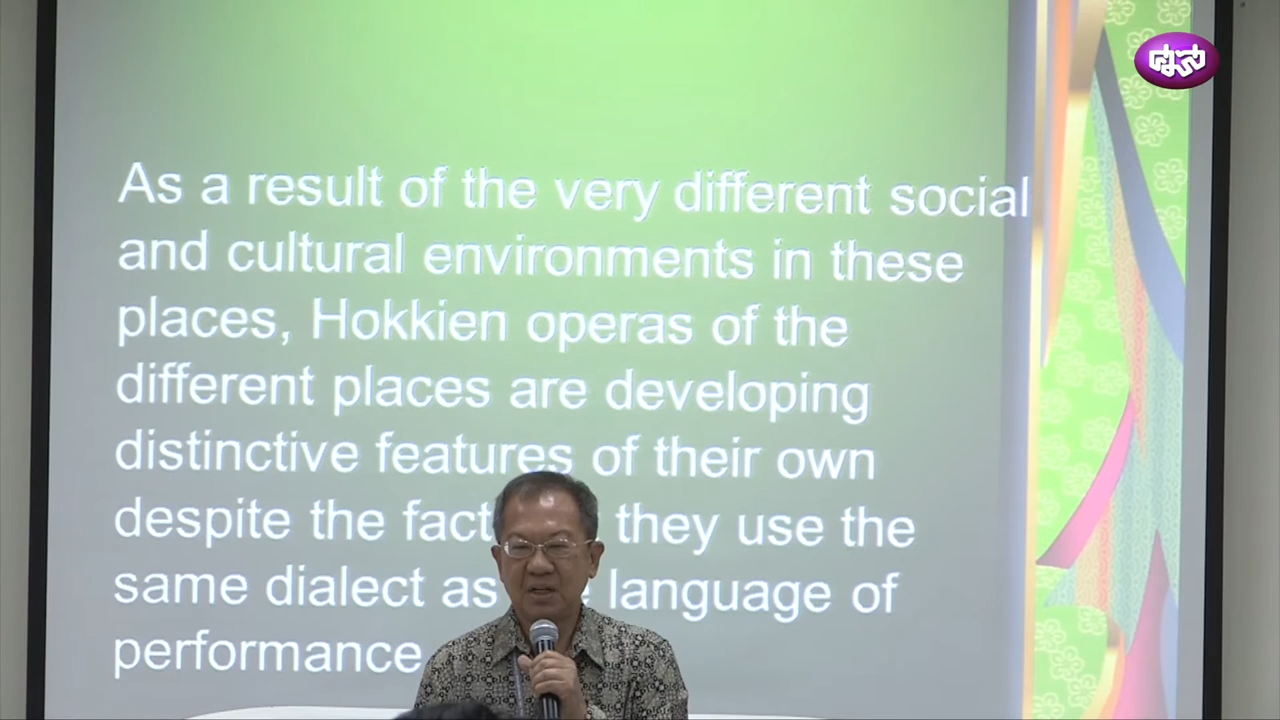 As a result of the very different social
and cultural environments in these
places, Hokkien operas of the
different places are developing
distinctive features of their own
despite the fact they use the
same dialect as language of
performance